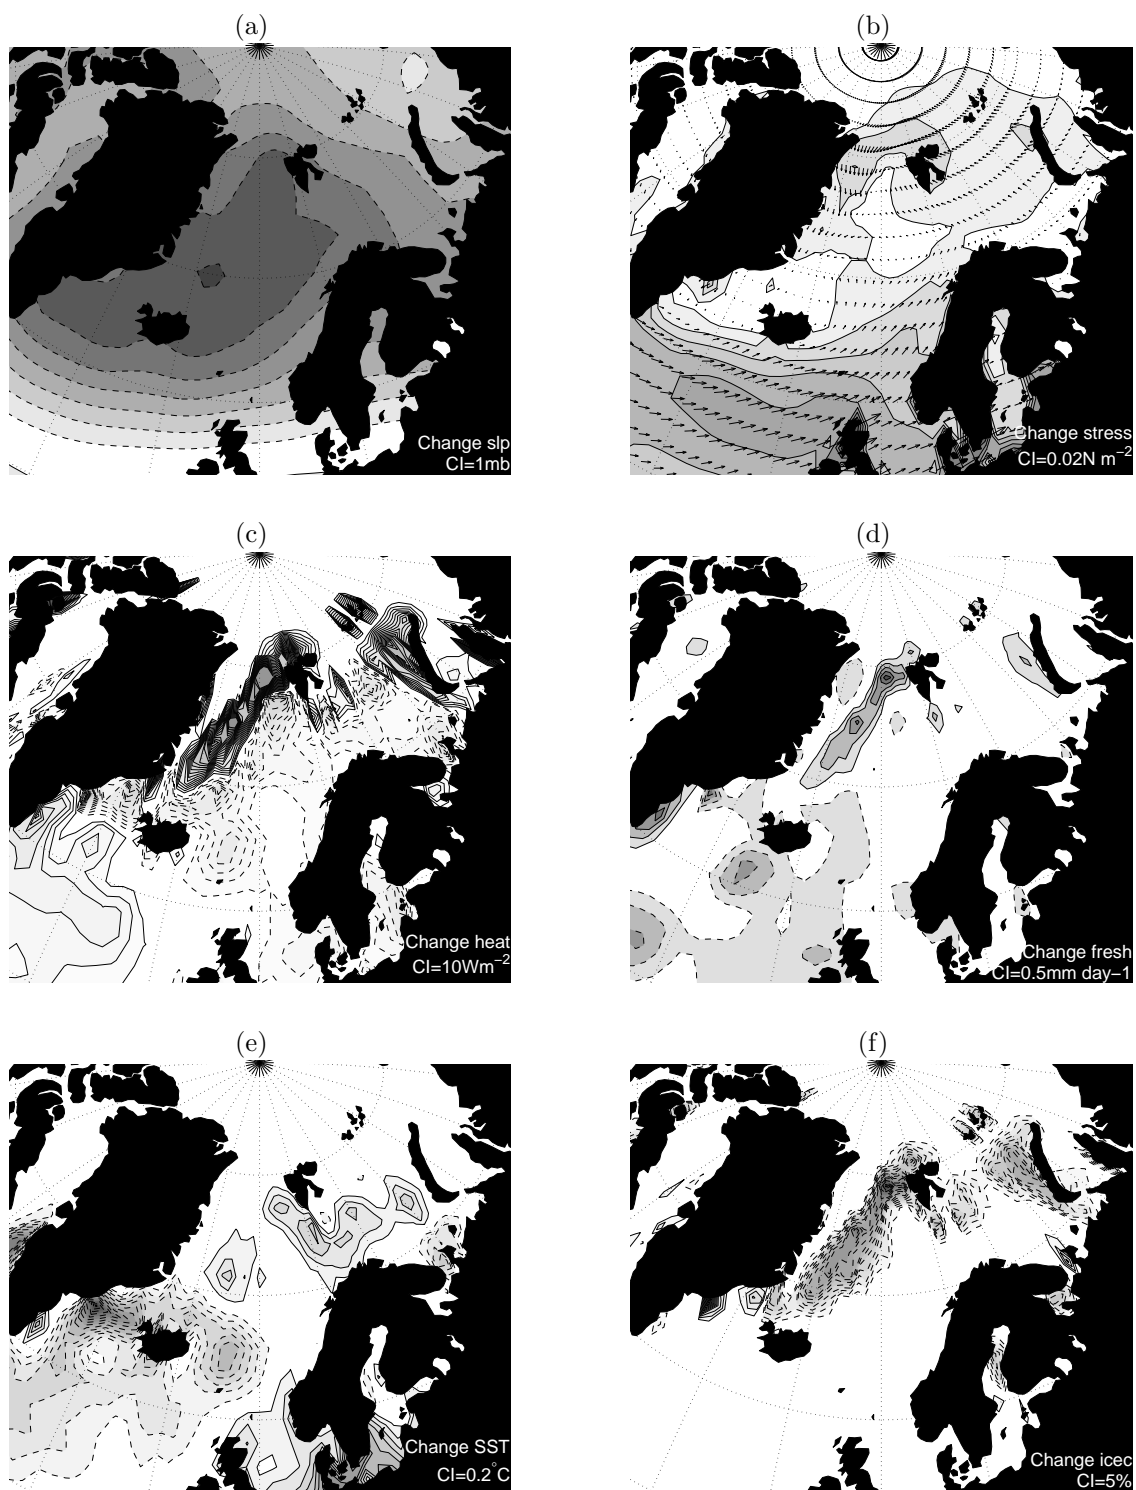 (a)
(b)
Change slp
CI=1mb
Change stress
CI=0.02N m−2
(c)
(d)
Change heat
CI=10Wm−2
Change fresh
CI=0.5mm day−1
(e)
(f)
Change SST
CI=0.2°C
Change icec
CI=5%